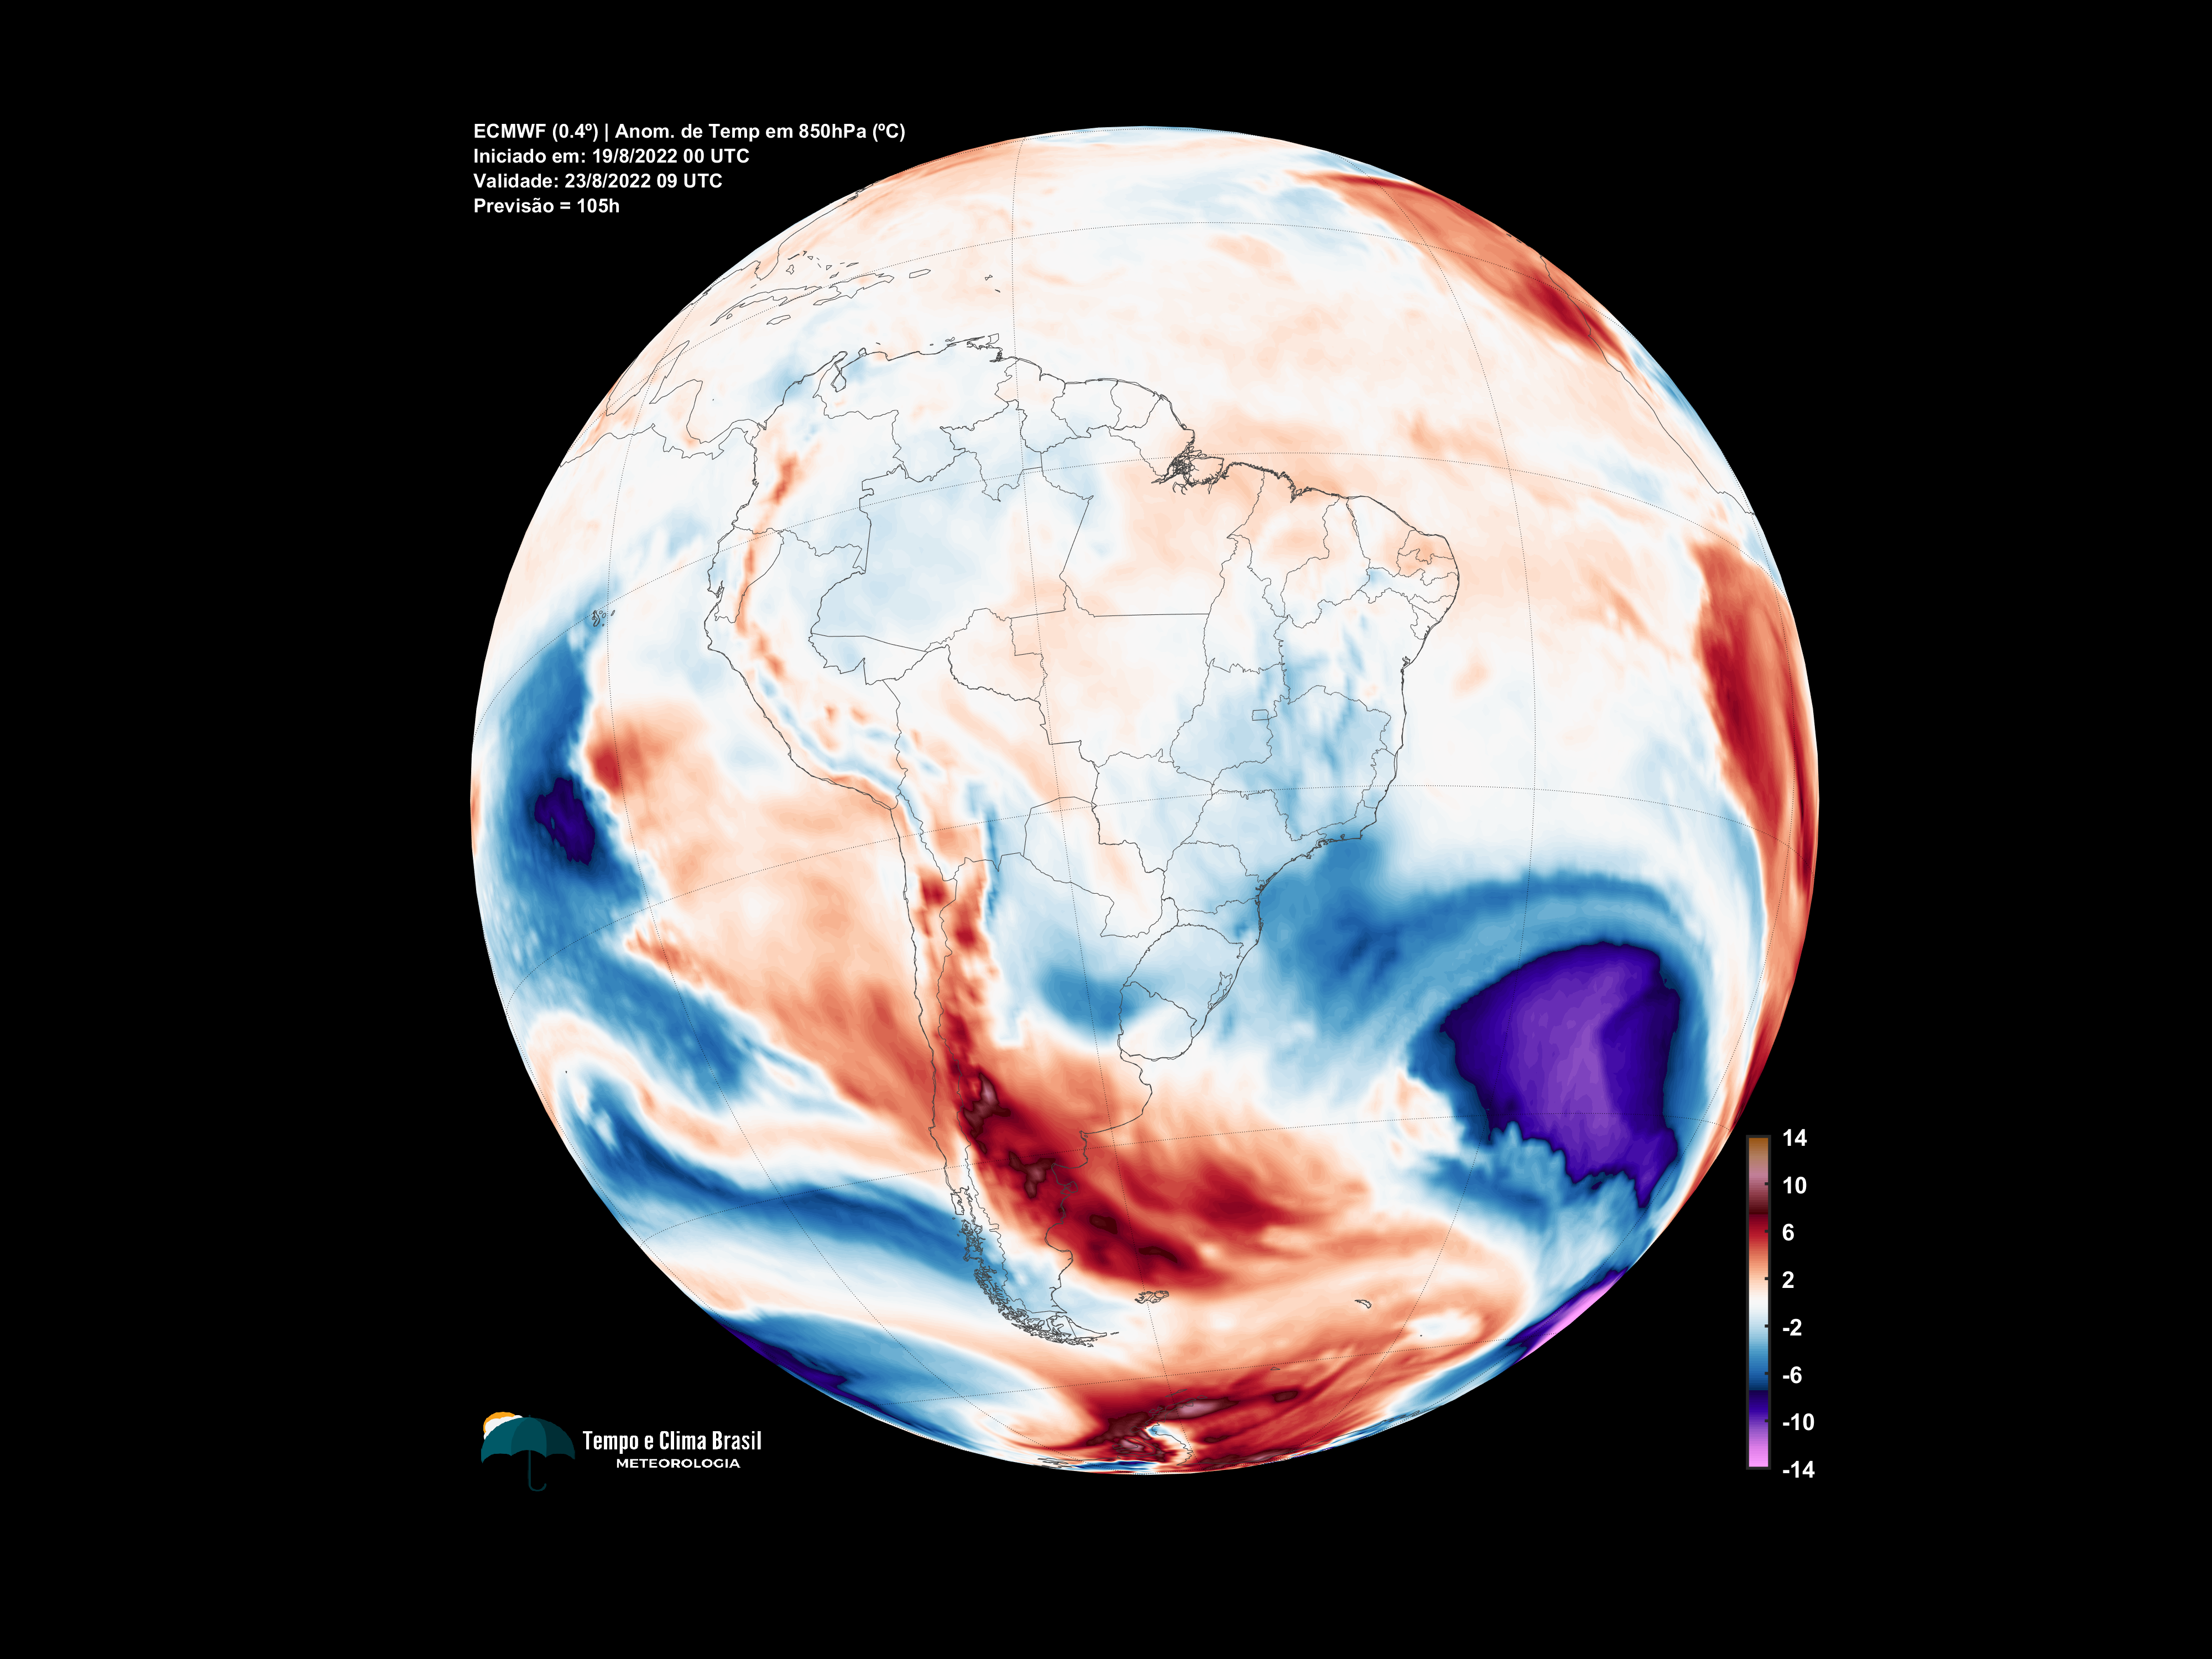 ECMWF (0.4º) | Anom. de Temp em 850hPa (ºC)
Iniciado em: 19/8/2022 00 UTC
Validade: 23/8/2022 09 UTC
Previsão = 105h
14
10
6
2
-2
-6
-10
-14
Tempo e Clima Brasil
METEOROLOGIA